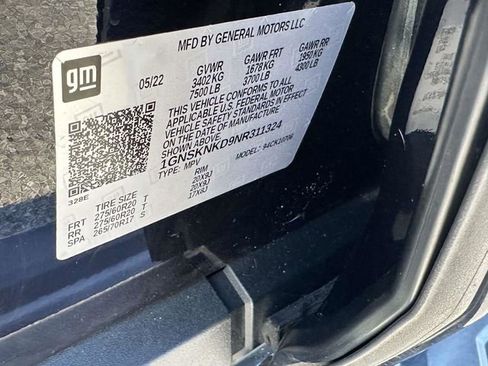 MFD BY GENERAL MOTORS LLC
gm
05/22
GVWR GAWR FRT GAWR RR
3402 KG 1678 KG 1950 KG
7500 LB 3700 LB 4300 LB
THIS VEHICLE CONFORMS TO ALL
APPLICABLE U.S. FEDERAL MOTOR
VEHICLE SAFETY STANDARDS IN EFFECT
ON THE DATE OF MANUFACTURE SHOWN ABOVE.
1GNSKNKD9NR311324
TYPE: MPV MODEL: 94CK10706
328E
TIRE SIZE RIM
FRT 275/60R20 T 20X9J
RR 275/60R20 T 20X9J
SPA 265/70R17 S 17X8J